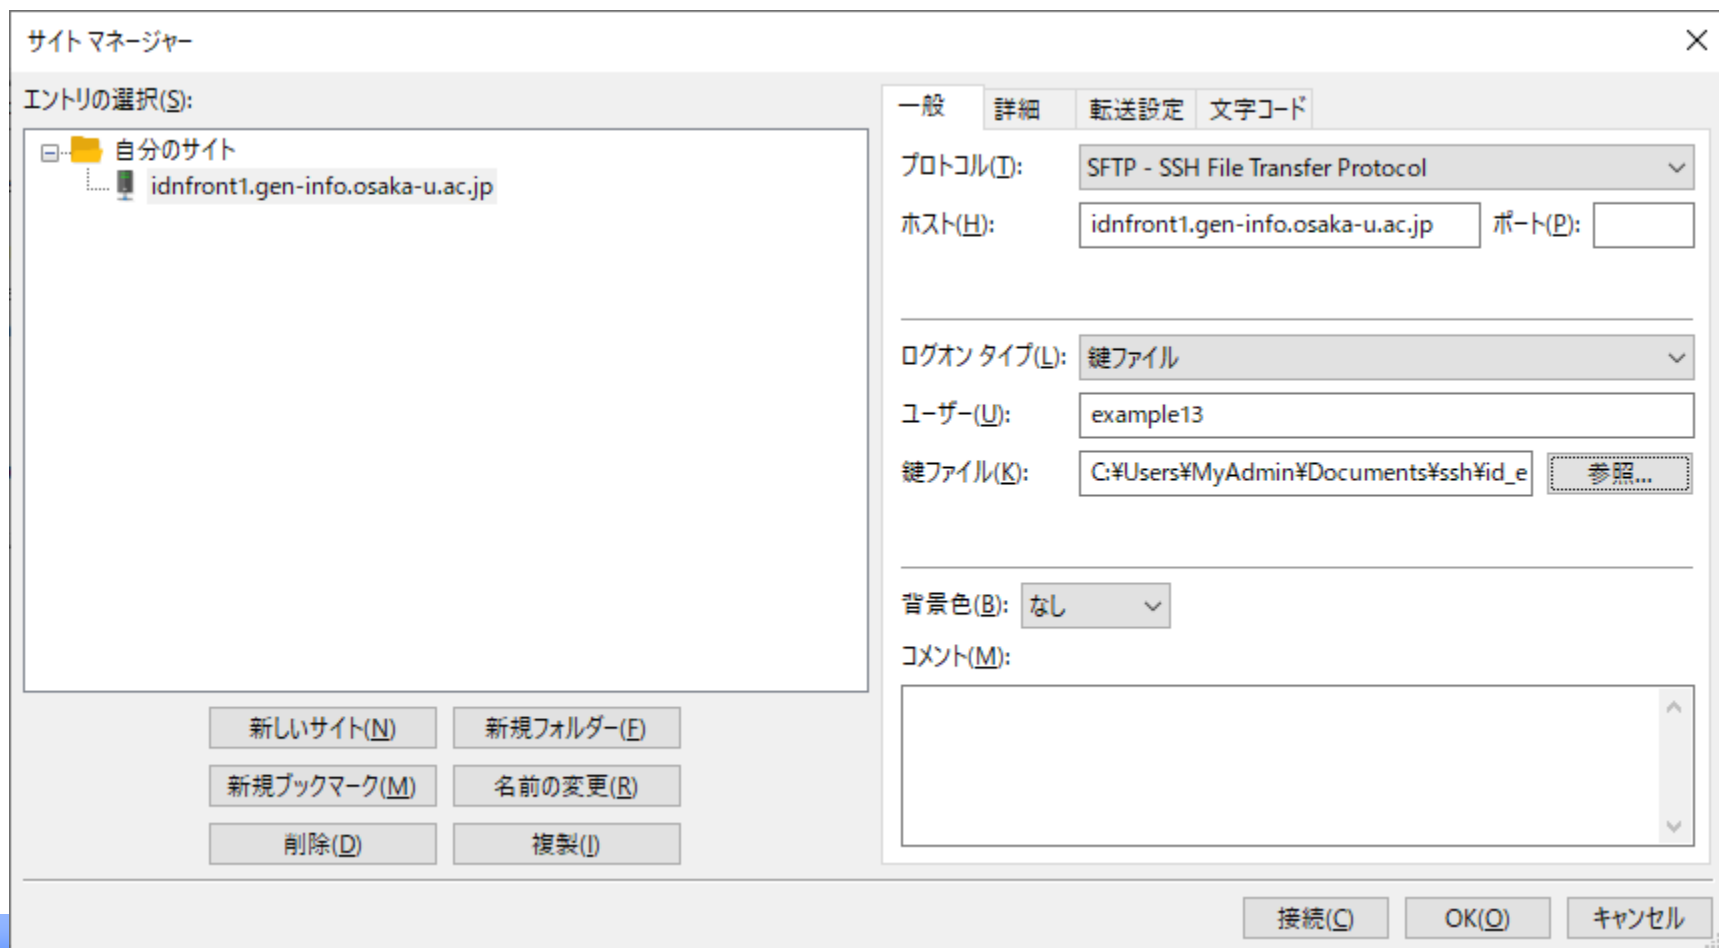 サイト マネージャー
エントリの選択(S):
自分のサイト
idnfront1.gen-info.osaka-u.ac.jp
新しいサイト(N) 新規フォルダー(F)
新規ブックマーク(M) 名前の変更(R)
削除(D) 複製(I)
一般 詳細 転送設定 文字コード
プロトコル(T): SFTP - SSH File Transfer Protocol
ホスト(H): idnfront1.gen-info.osaka-u.ac.jp ポート(P):
ログオン タイプ(L): 鍵ファイル
ユーザー(U): example13
鍵ファイル(K): C:¥Users¥MyAdmin¥Documents¥ssh¥id_e 参照...
背景色(B): なし
コメント(M):
接続(C) OK(O) キャンセル